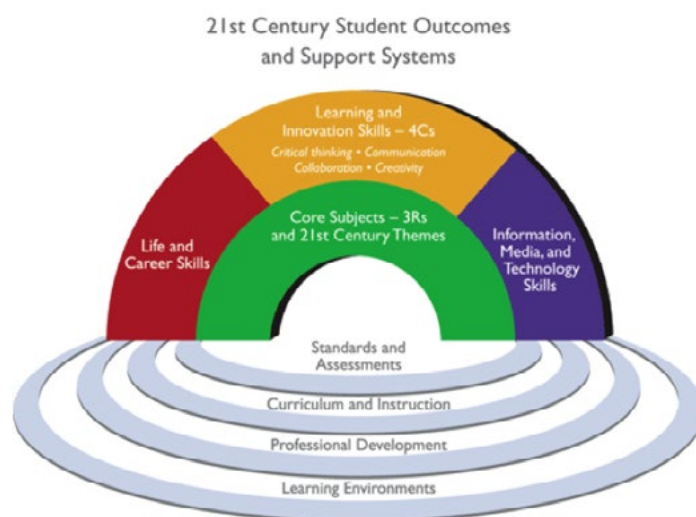 21st Century Student Outcomes
and Support Systems
Learning and
Innovation Skills – 4Cs
Critical thinking • Communication
Collaboration • Creativity
Core Subjects – 3Rs
and 21st Century Themes
Life and
Career Skills
Information,
Media, and
Technology
Skills
Standards and
Assessments
Curriculum and Instruction
Professional Development
Learning Environments